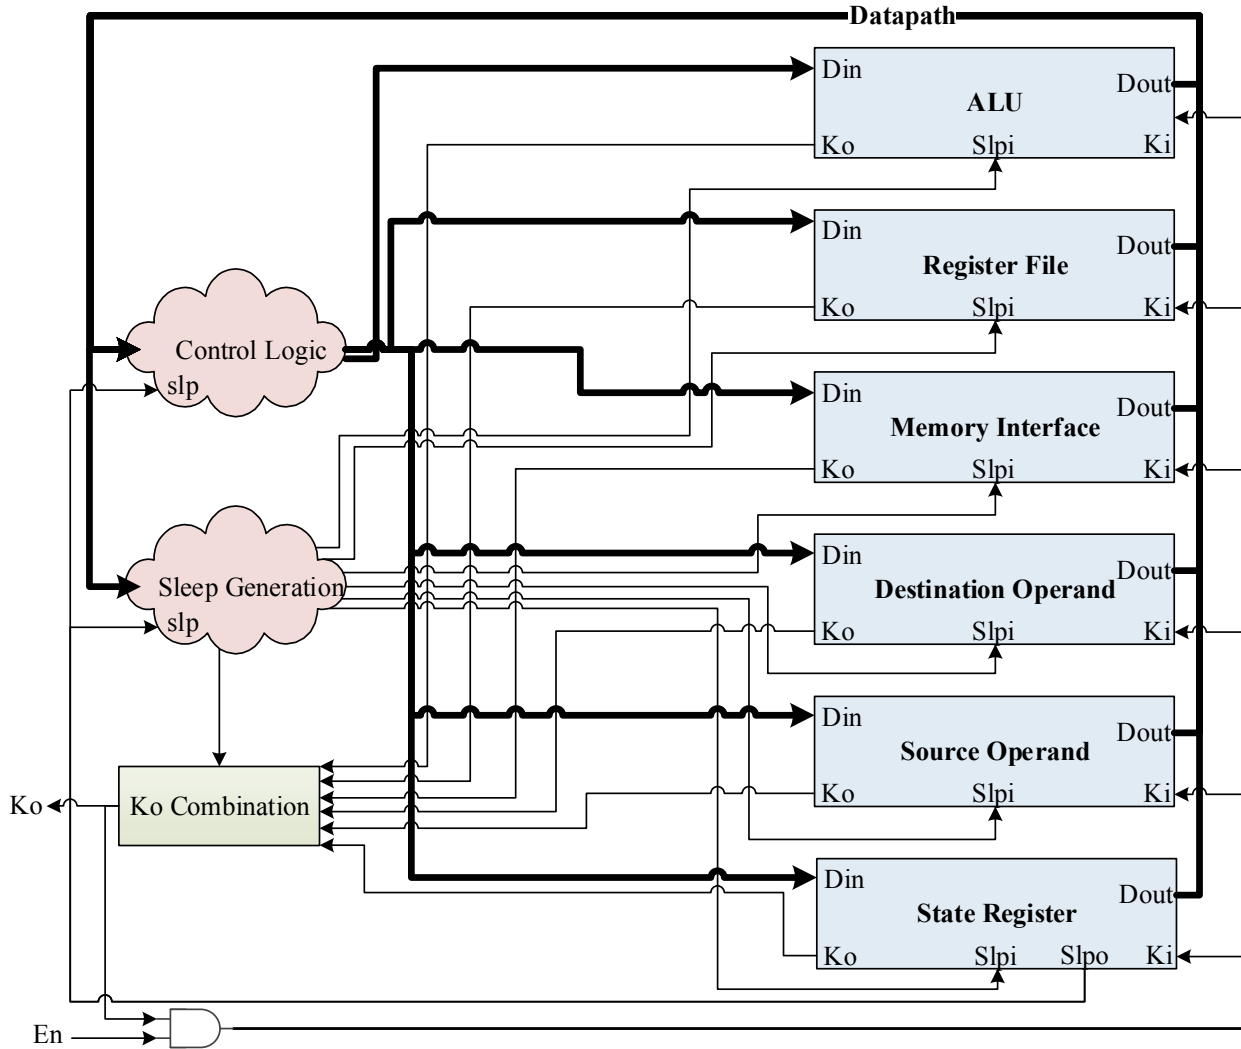 Datapath
Din
Dout
ALU
Ko
Slpi
Ki
Din
Dout
Register File
Ko
Slpi
Ki
Control Logic
slp
Din
Dout
Memory Interface
Ko
Slpi
Ki
Din
Dout
Destination Operand
Ko
Slpi
Ki
Sleep Generation
slp
Din
Dout
Source Operand
Ko
Slpi
Ki
Ko
Ko Combination
Din
Dout
State Register
Ko
Slpi
Slpo
Ki
En